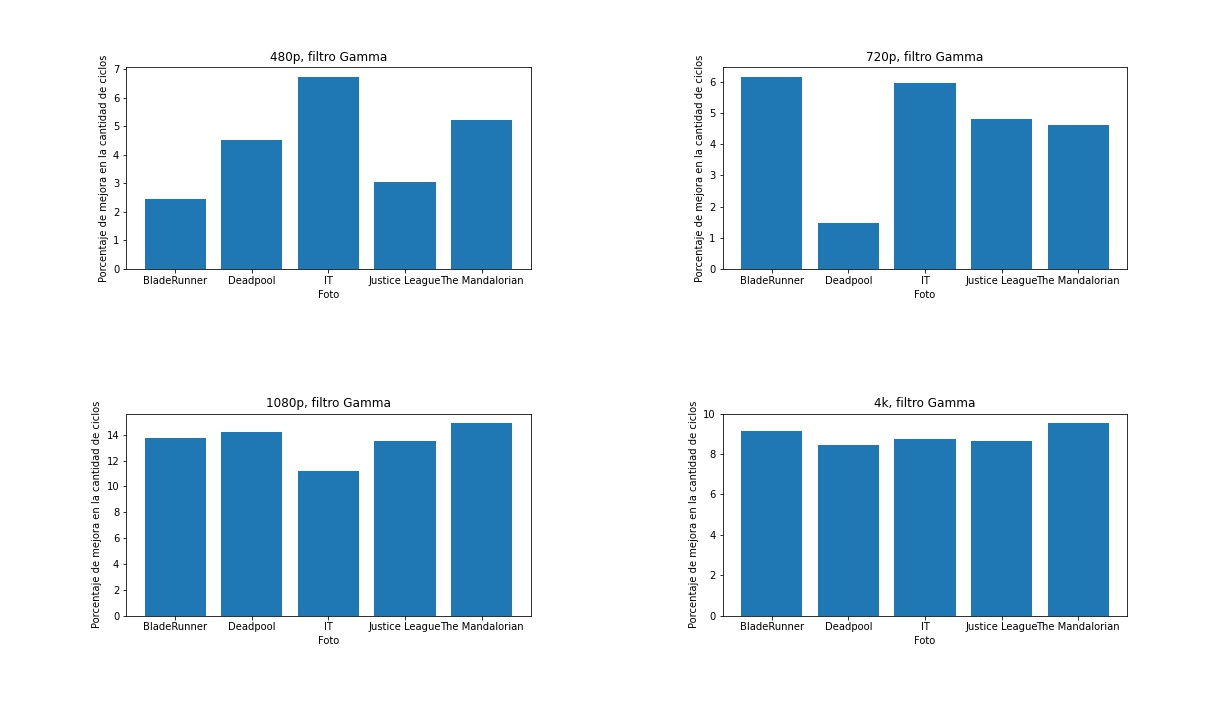 480p, filtro Gamma
Porcentaje de mejora en la cantidad de ciclos
7
6
5
4
3
2
1
0
BladeRunner Deadpool IT Justice League The Mandalorian
Foto
720p, filtro Gamma
Porcentaje de mejora en la cantidad de ciclos
6
5
4
3
2
1
0
BladeRunner Deadpool IT Justice League The Mandalorian
Foto
1080p, filtro Gamma
Porcentaje de mejora en la cantidad de ciclos
14
12
10
8
6
4
2
0
BladeRunner Deadpool IT Justice League The Mandalorian
Foto
4k, filtro Gamma
Porcentaje de mejora en la cantidad de ciclos
10
8
6
4
2
0
BladeRunner Deadpool IT Justice League The Mandalorian
Foto